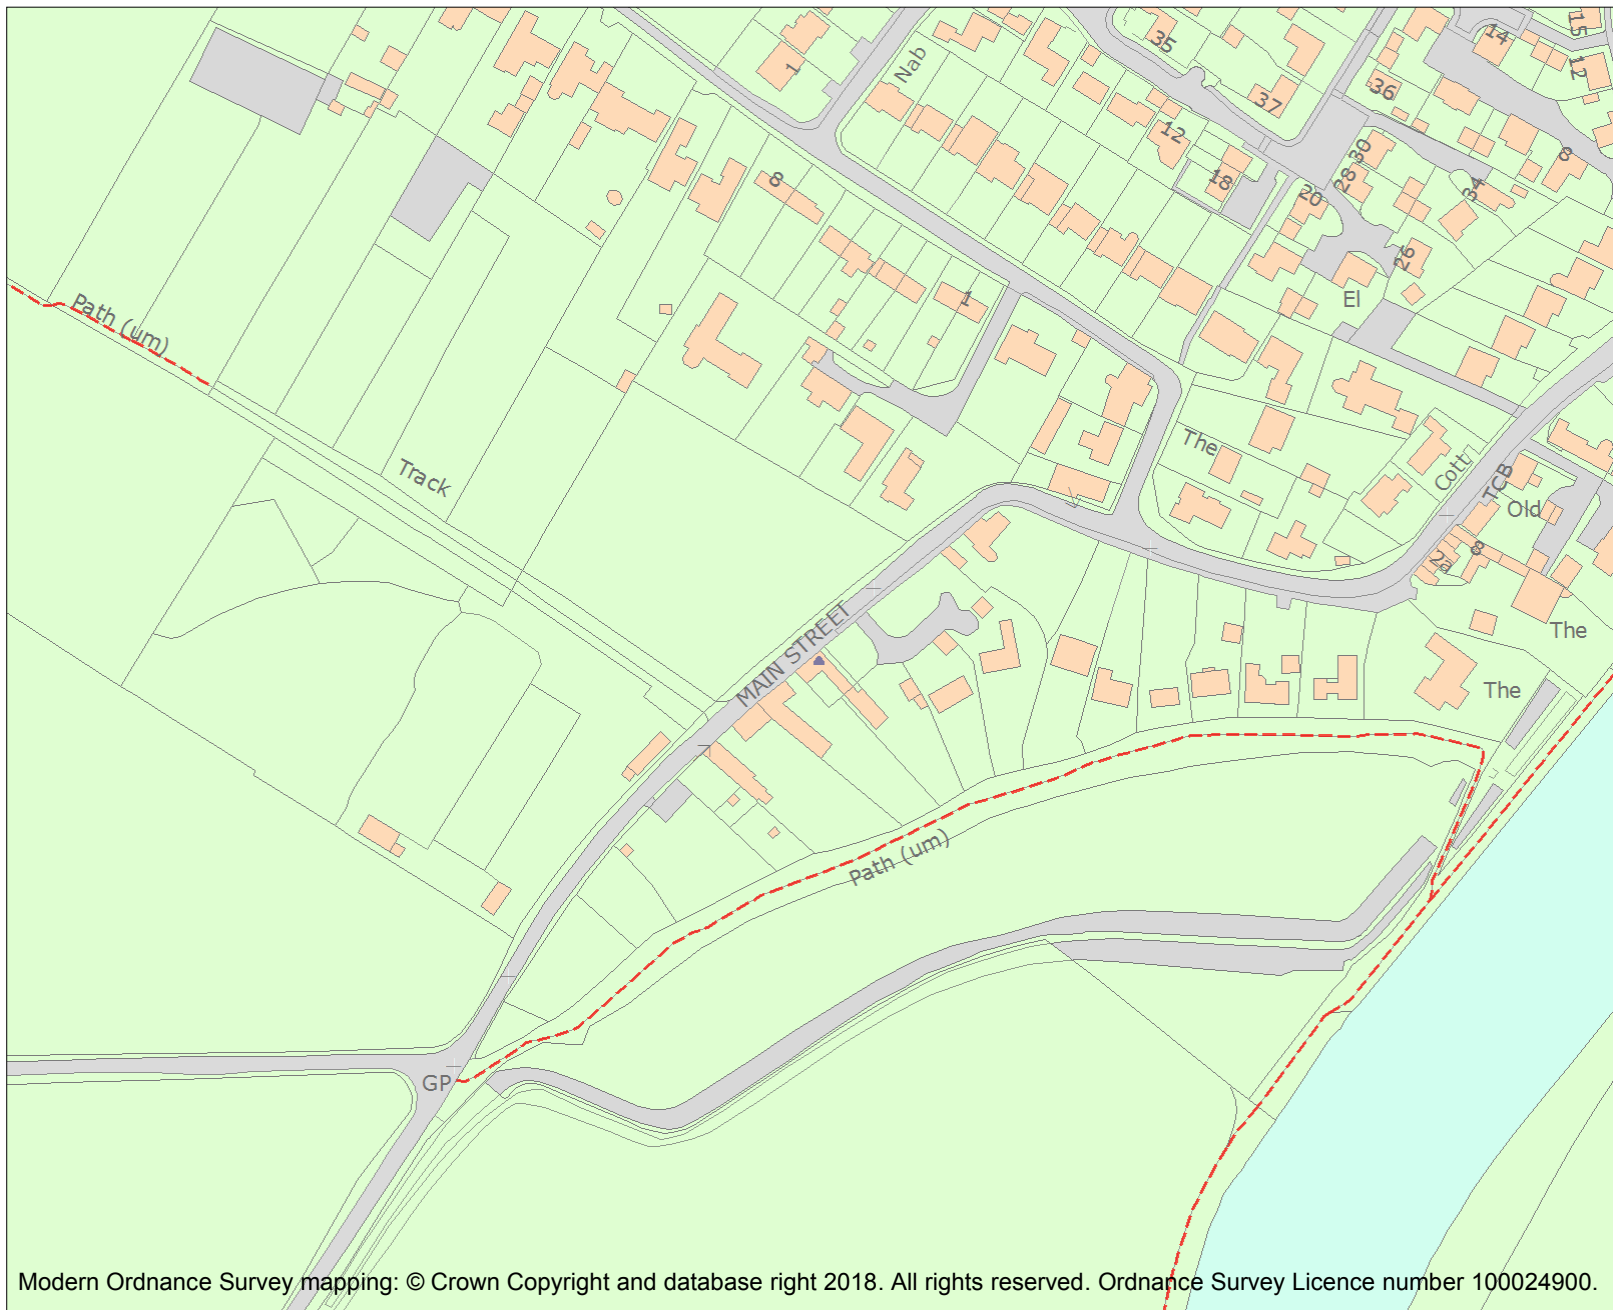 15
14
35
12
1
Nab
36
37
12
30
8
18
28
34
8
20
26
El
1
Path (um)
The
Cott
TCB
Track
Old
8
2a
MAIN STREET
The
The
Path (um)
GP
Modern Ordnance Survey mapping: © Crown Copyright and database right 2018. All rights reserved. Ordnance Survey Licence number 100024900.